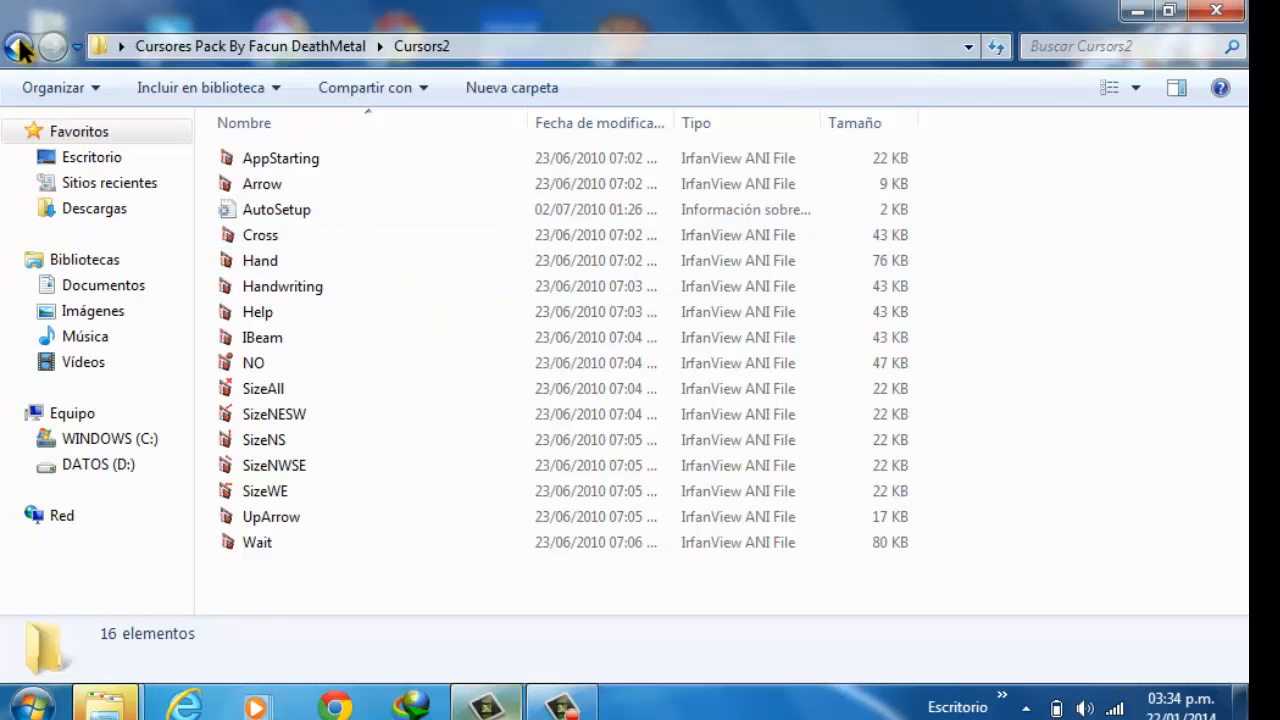 Cursores Pack By Facun DeathMetal Cursors2 Buscar Cursors2
Organizar Incluir en biblioteca Compartir con Nueva carpeta
Nombre Fecha de modifica... Tipo Tamaño
Favoritos
Escritorio
Sitios recientes
Descargas
Bibliotecas
Documentos
Imágenes
Música
Vídeos
Equipo
WINDOWS (C:)
DATOS (D:)
Red
AppStarting 23/06/2010 07:02 ... IrfanView ANI File 22 KB
Arrow 23/06/2010 07:02 ... IrfanView ANI File 9 KB
AutoSetup 02/07/2010 01:26 ... Información sobre... 2 KB
Cross 23/06/2010 07:02 ... IrfanView ANI File 43 KB
Hand 23/06/2010 07:02 ... IrfanView ANI File 76 KB
Handwriting 23/06/2010 07:03 ... IrfanView ANI File 43 KB
Help 23/06/2010 07:03 ... IrfanView ANI File 43 KB
IBeam 23/06/2010 07:04 ... IrfanView ANI File 43 KB
NO 23/06/2010 07:04 ... IrfanView ANI File 47 KB
SizeAll 23/06/2010 07:04 ... IrfanView ANI File 22 KB
SizeNESW 23/06/2010 07:04 ... IrfanView ANI File 22 KB
SizeNS 23/06/2010 07:05 ... IrfanView ANI File 22 KB
SizeNWSE 23/06/2010 07:05 ... IrfanView ANI File 22 KB
SizeWE 23/06/2010 07:05 ... IrfanView ANI File 22 KB
UpArrow 23/06/2010 07:05 ... IrfanView ANI File 17 KB
Wait 23/06/2010 07:06 ... IrfanView ANI File 80 KB
16 elementos
Escritorio 03:34 p.m.
22/01/2014